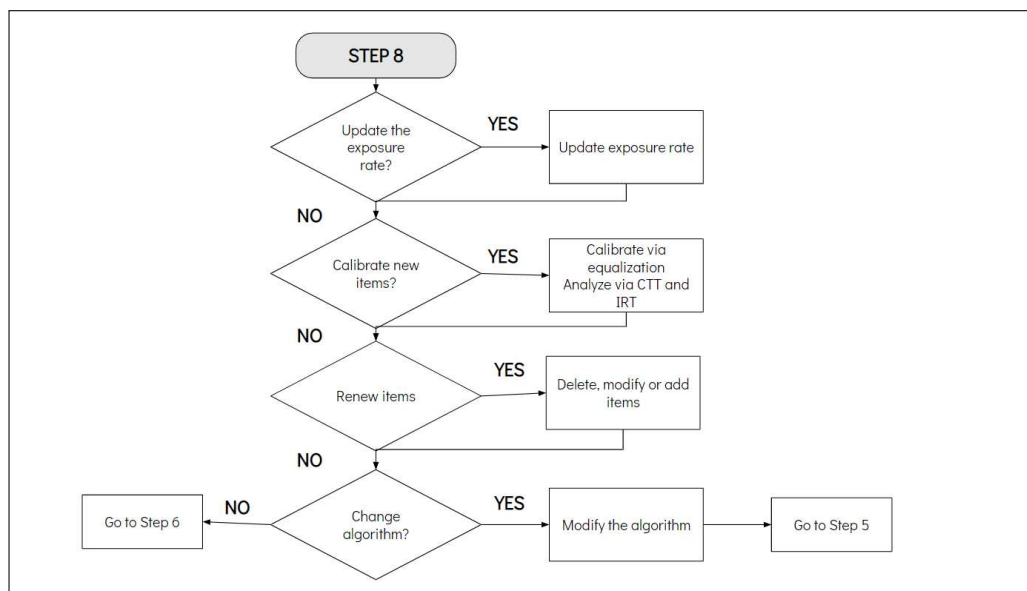 STEP 8
Update the
exposure
rate?
YES
Update exposure rate
NO
Calibrate new
items?
YES
Calibrate via
equalization
Analyze via CTT and
IRT
NO
Renew items
YES
Delete, modify or add
items
NO
Go to Step 6
NO
Change
algorithm?
YES
Modify the algorithm
Go to Step 5